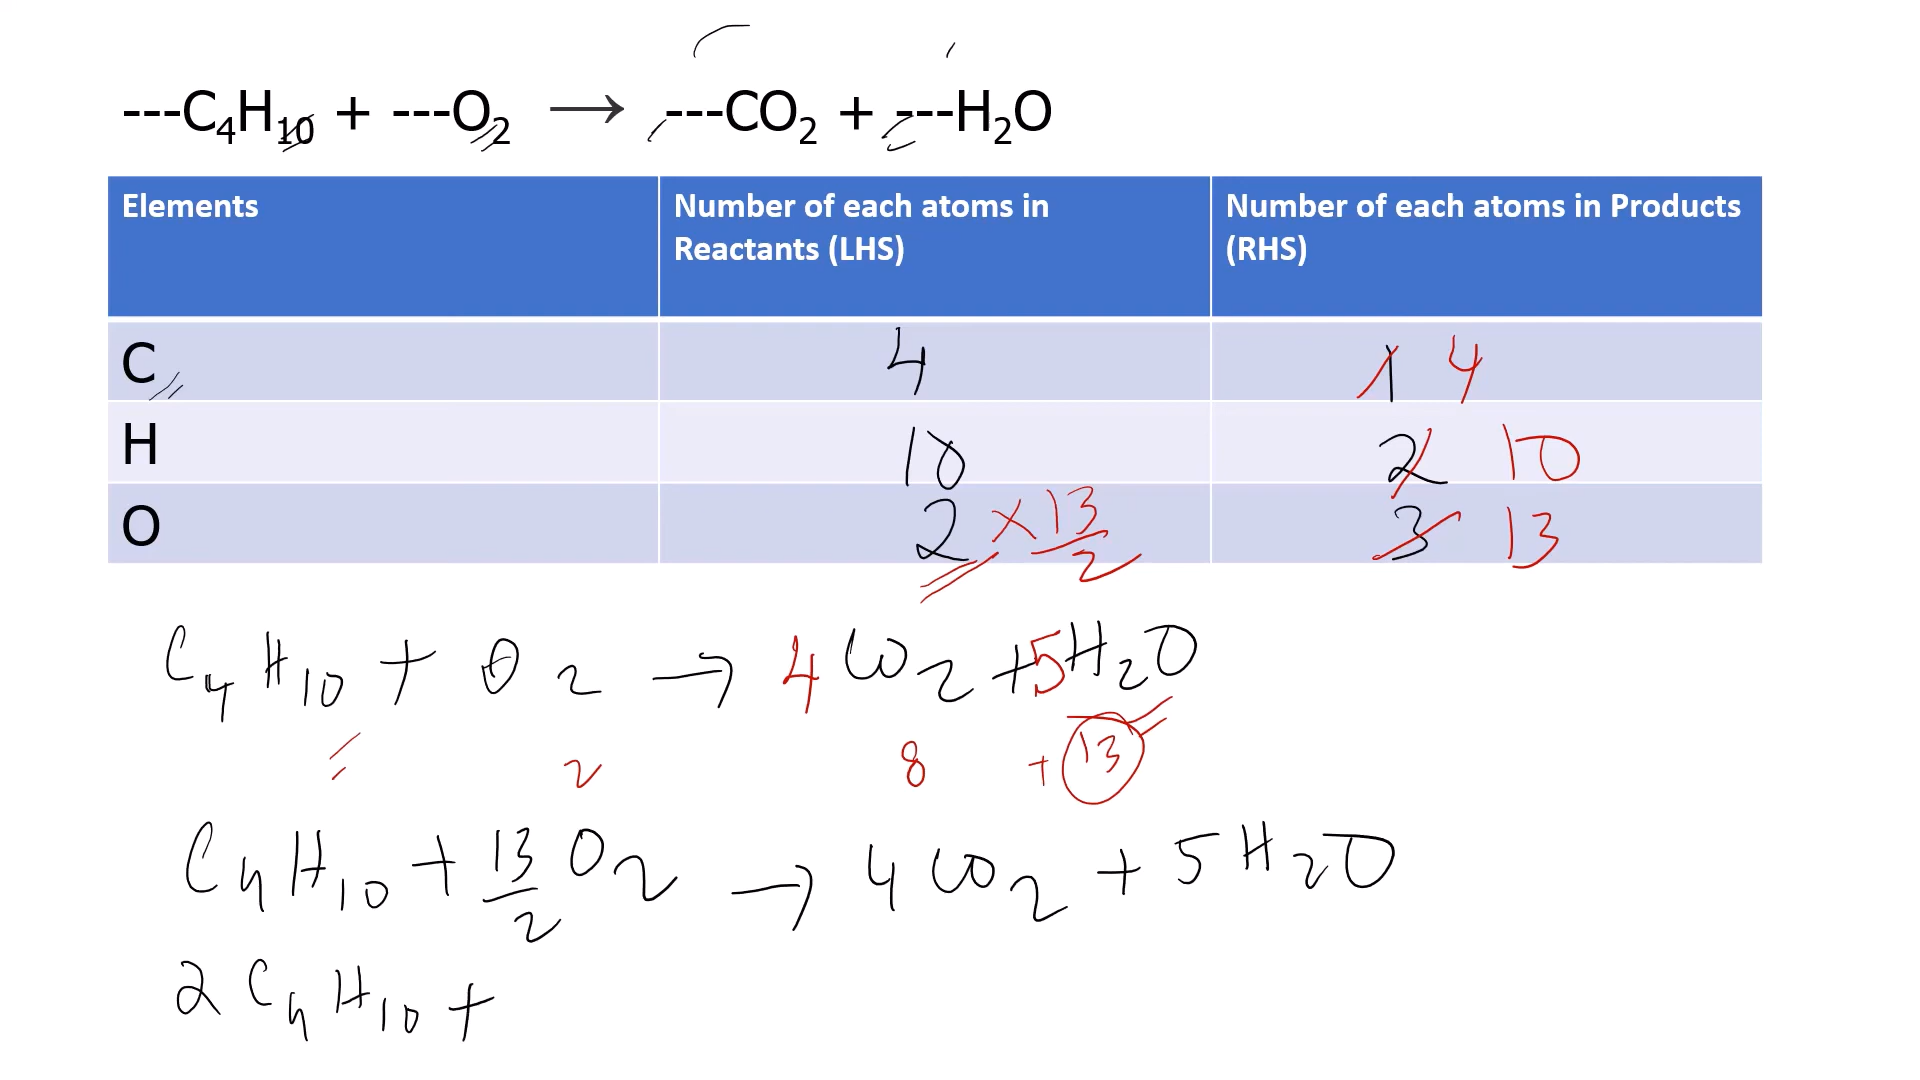 ---C₄H₁₀ + ---O₂ ⟶ ---CO₂ + ---H₂O
Elements
Number of each atoms in
Reactants (LHS)
Number of each atoms in Products
(RHS)
C 4 1 4
H 10 2 10
O 2 × 13/2 3 13
C₄H₁₀ + O₂ → 4CO₂ + 5H₂O
2 8 + 13
C₄H₁₀ + 13/2 O₂ → 4CO₂ + 5H₂O
2C₄H₁₀ +